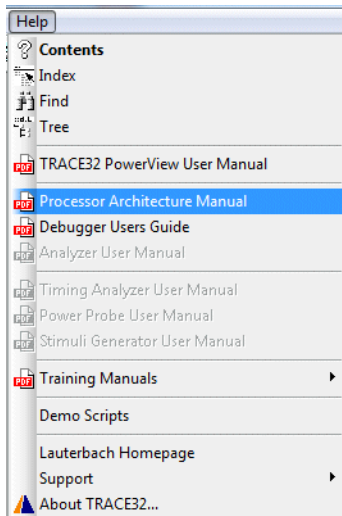 Help
Contents
Index
Find
Tree
TRACE32 PowerView User Manual
Processor Architecture Manual
Debugger Users Guide
Analyzer User Manual
Timing Analyzer User Manual
Power Probe User Manual
Stimuli Generator User Manual
Training Manuals
Demo Scripts
Lauterbach Homepage
Support
About TRACE32...